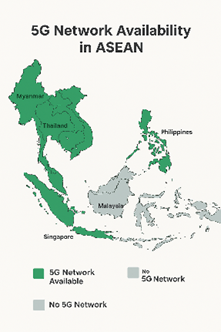 5G Network Availability
in ASEAN
Myanmar
Thailand
Philippines
Malaysia
Singapore
5G Network
Available
No
5G Network
No 5G Network